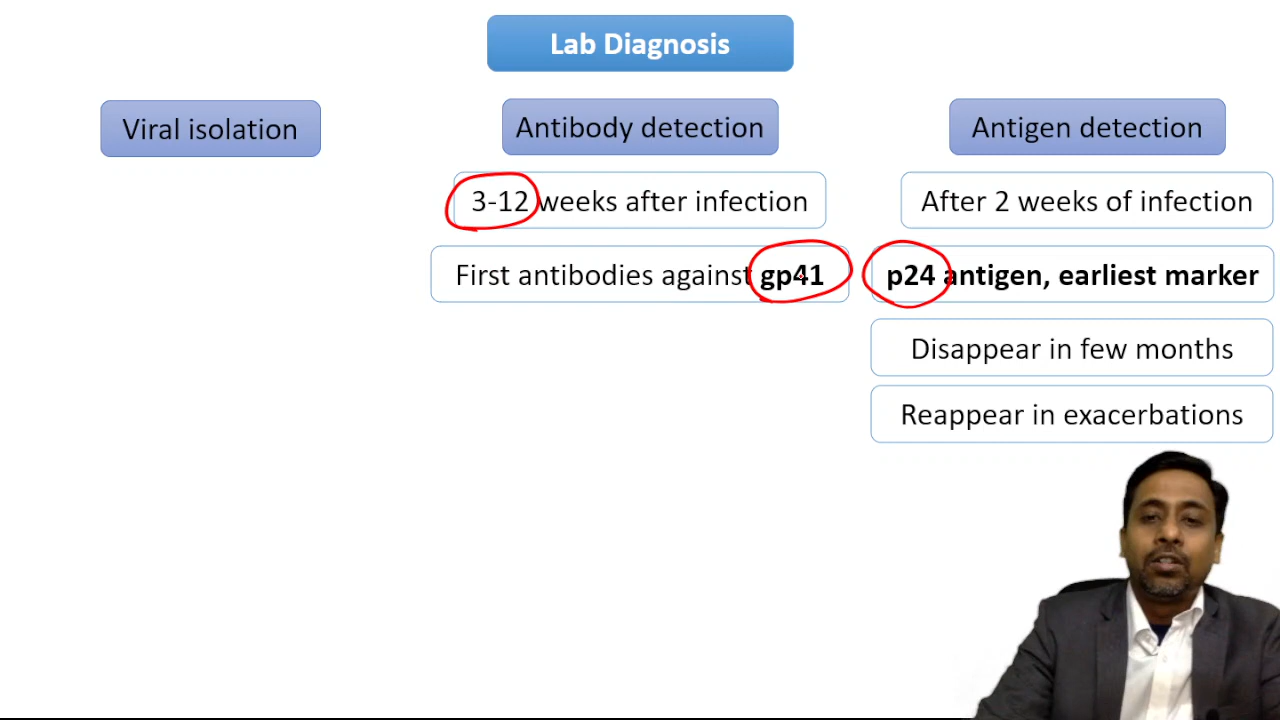 Lab Diagnosis
Viral isolation
Antibody detection
3-12 weeks after infection
First antibodies against gp41
Antigen detection
After 2 weeks of infection
p24 antigen, earliest marker
Disappear in few months
Reappear in exacerbations